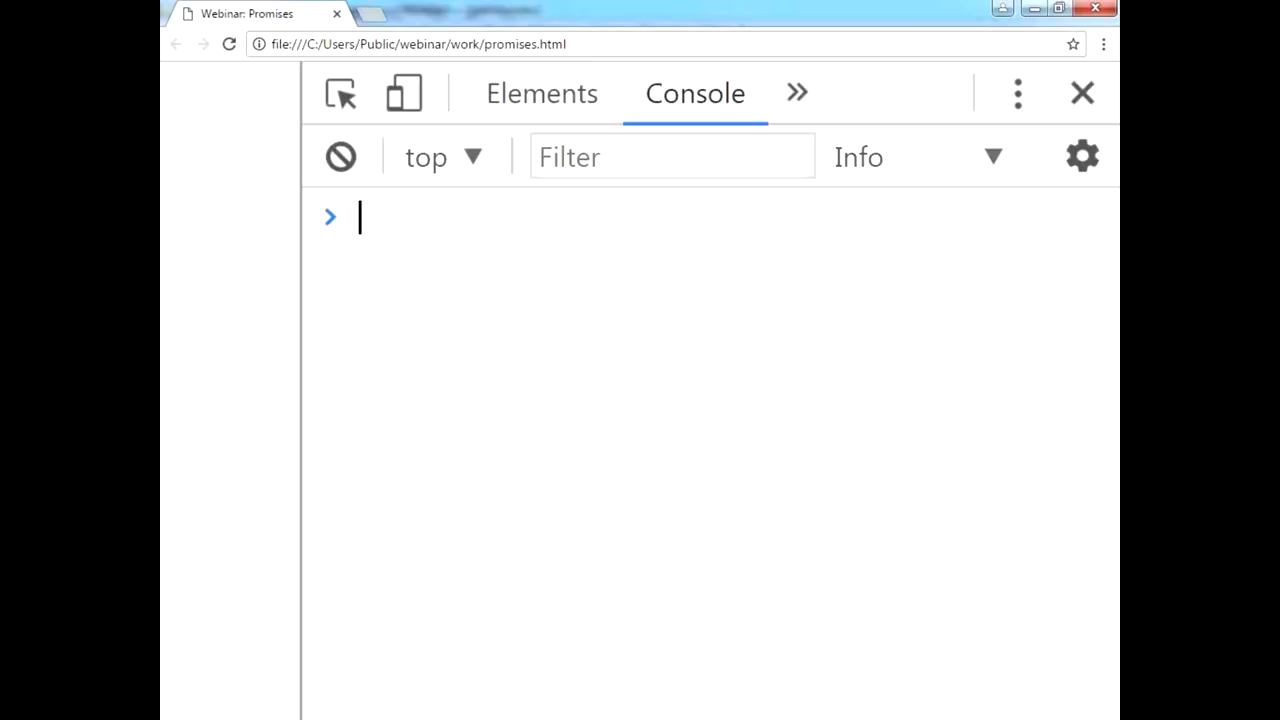 Webinar: Promises
file:///C:/Users/Public/webinar/work/promises.html
Elements Console
top Filter Info